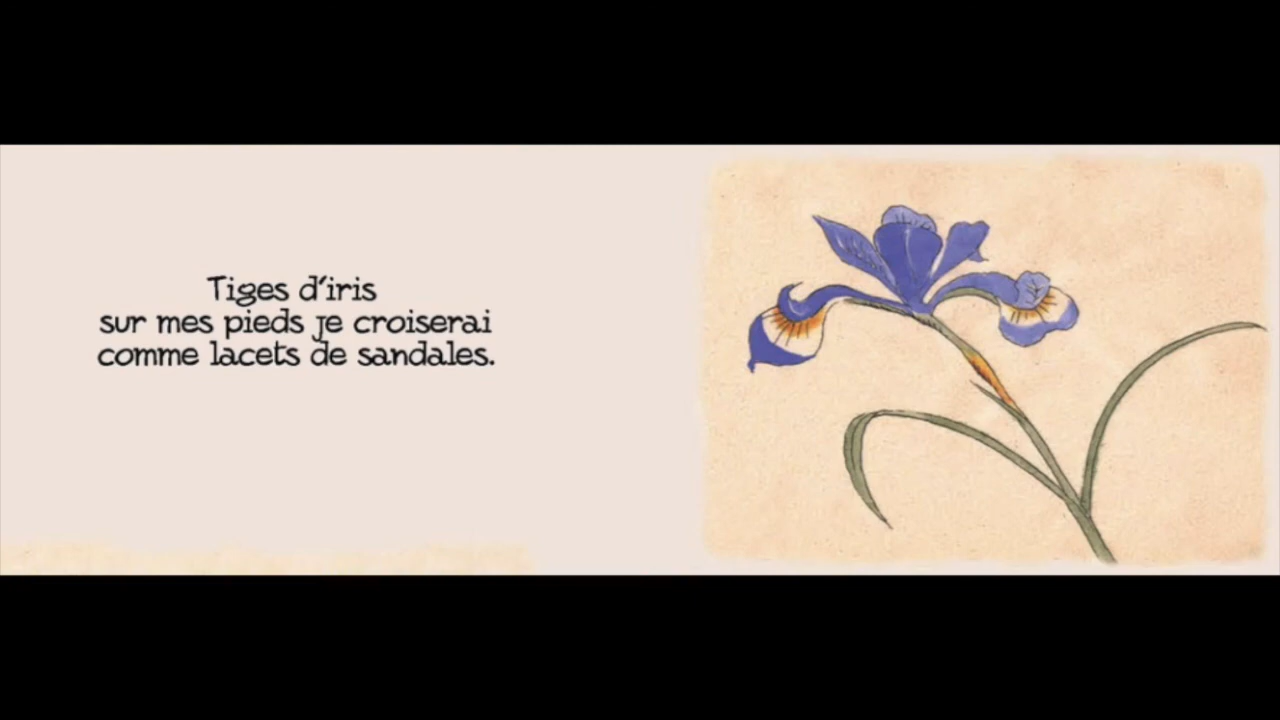 Tiges d'iris
sur mes pieds je croiserai
comme lacets de sandales.